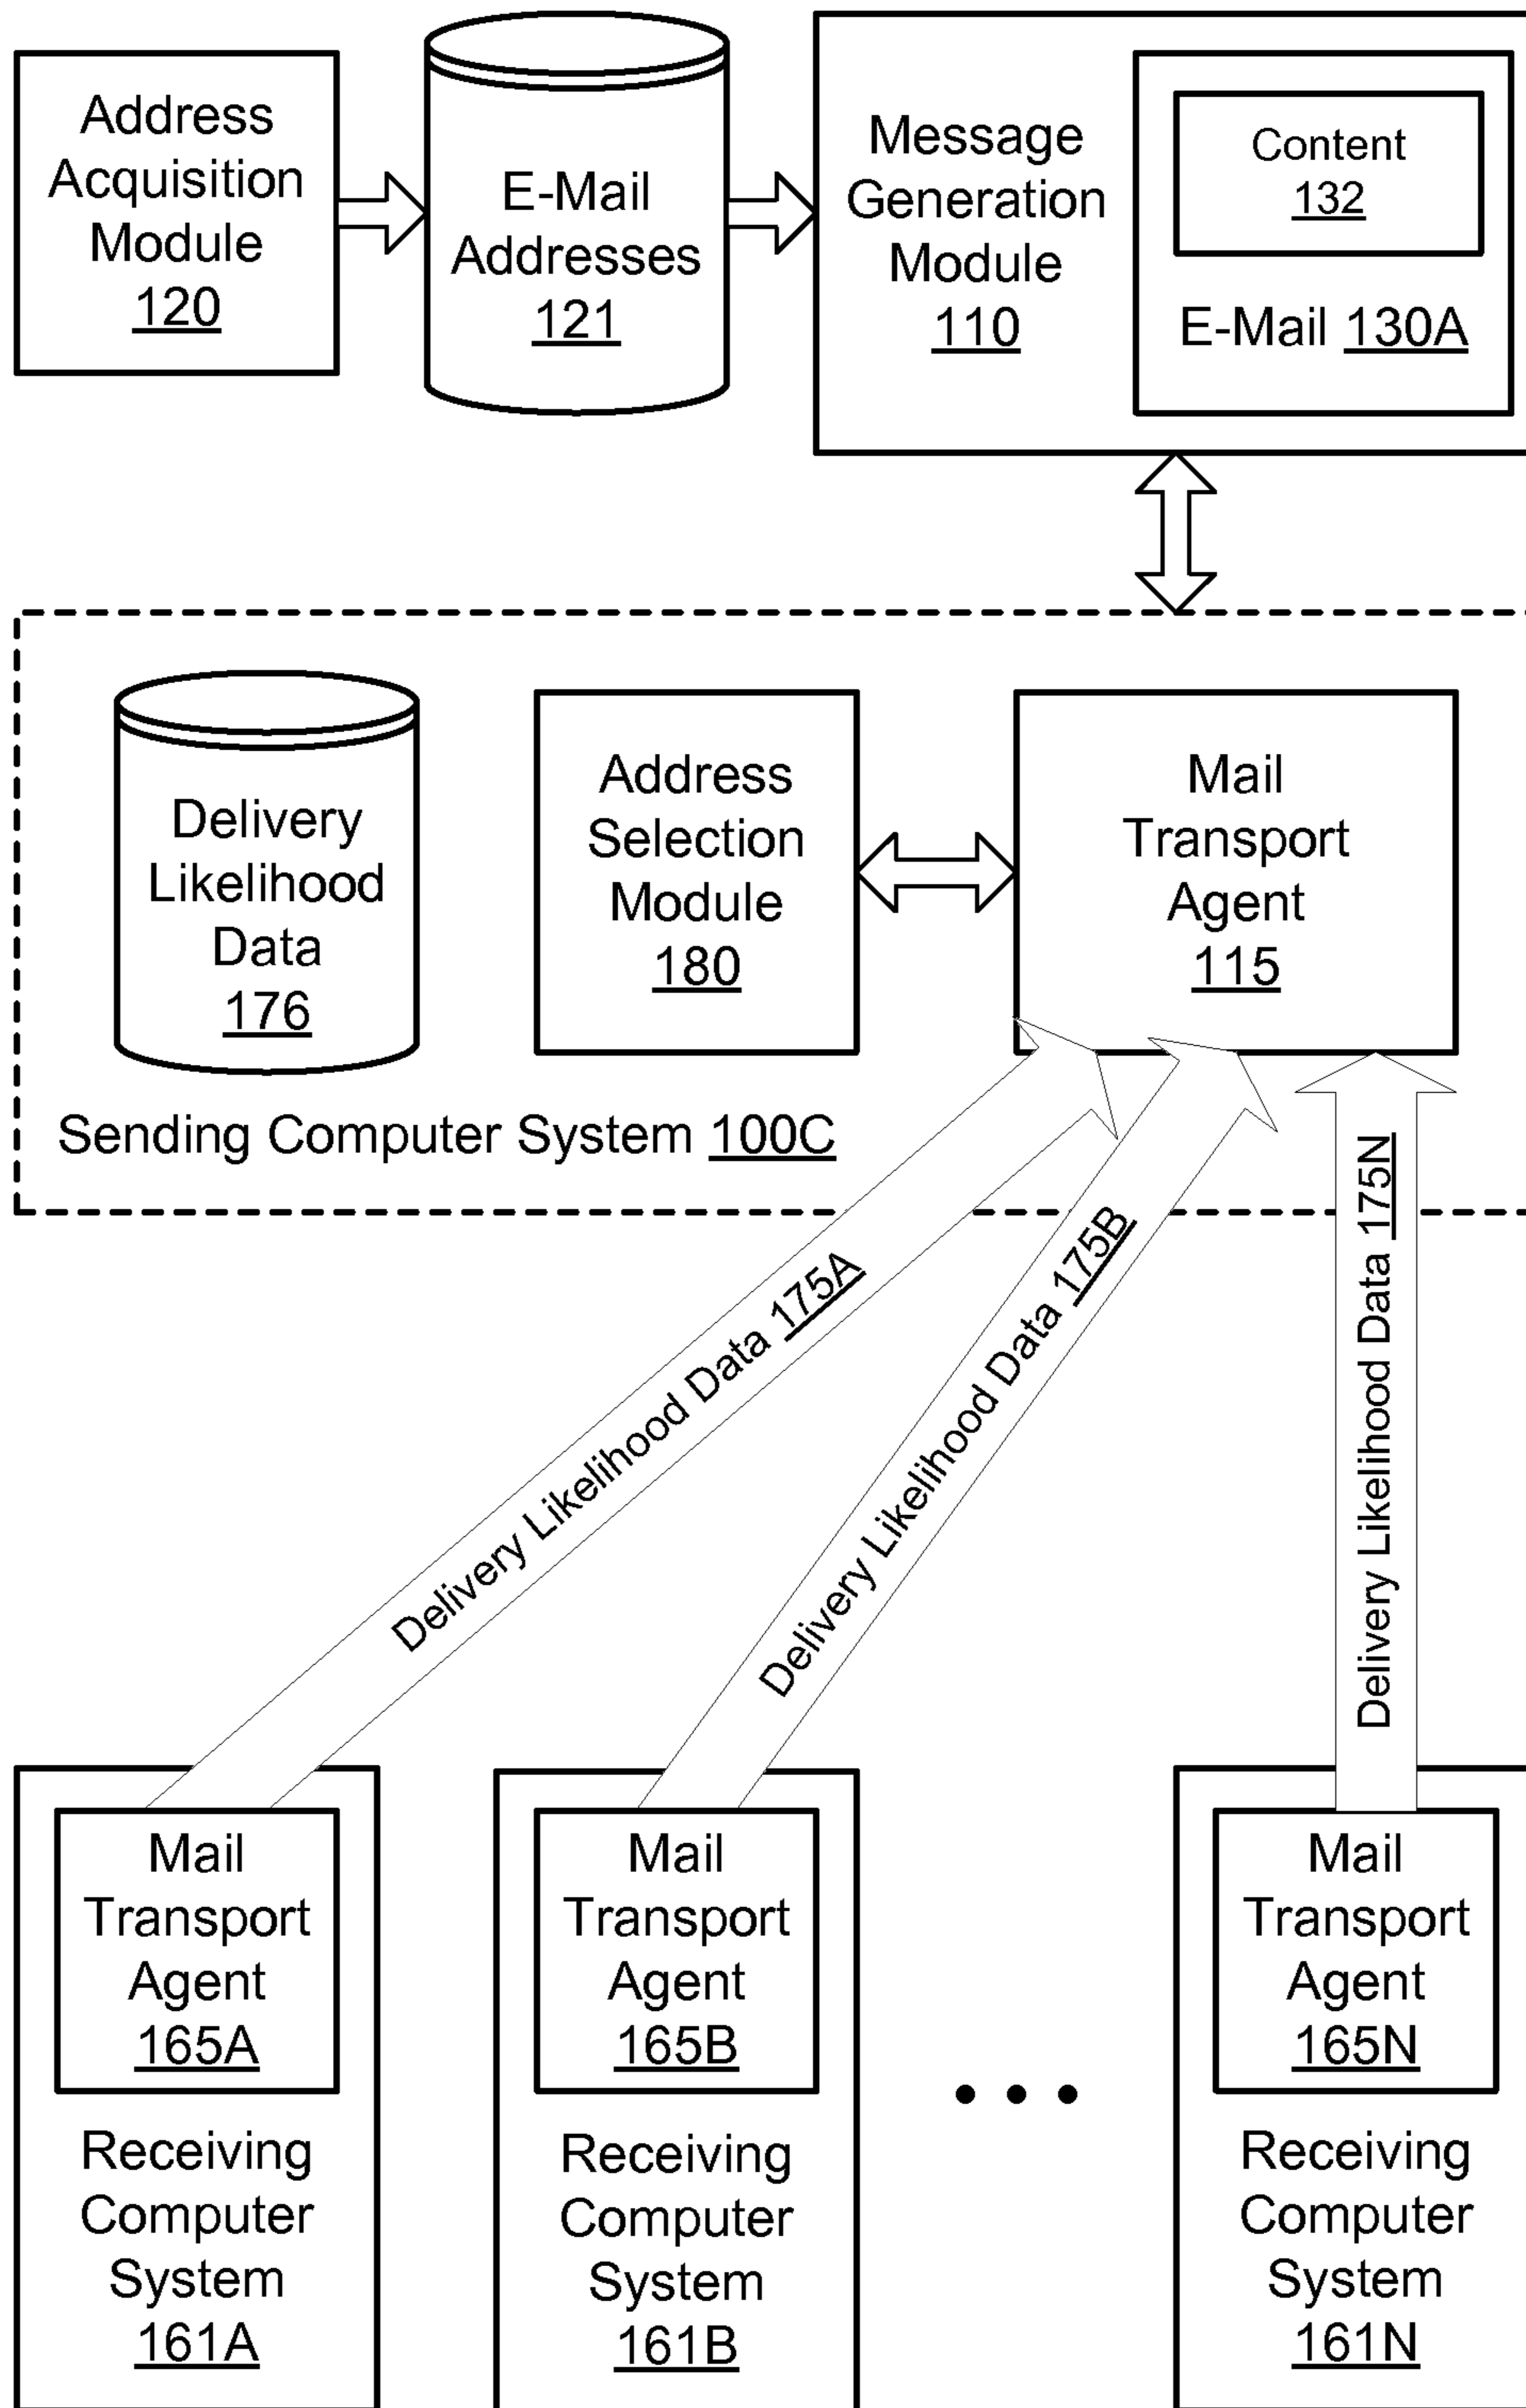 Address
Acquisition
Module
120
E-Mail
Addresses
121
Message
Generation
Module
110
Content
132
E-Mail 130A
Delivery
Likelihood
Data
176
Address
Selection
Module
180
Mail
Transport
Agent
115
Sending Computer System 100C
Delivery Likelihood Data 175A
Delivery Likelihood Data 175B
Delivery Likelihood Data 175N
Mail
Transport
Agent
165A
Receiving
Computer
System
161A
Mail
Transport
Agent
165B
Receiving
Computer
System
161B
Mail
Transport
Agent
165N
Receiving
Computer
System
161N